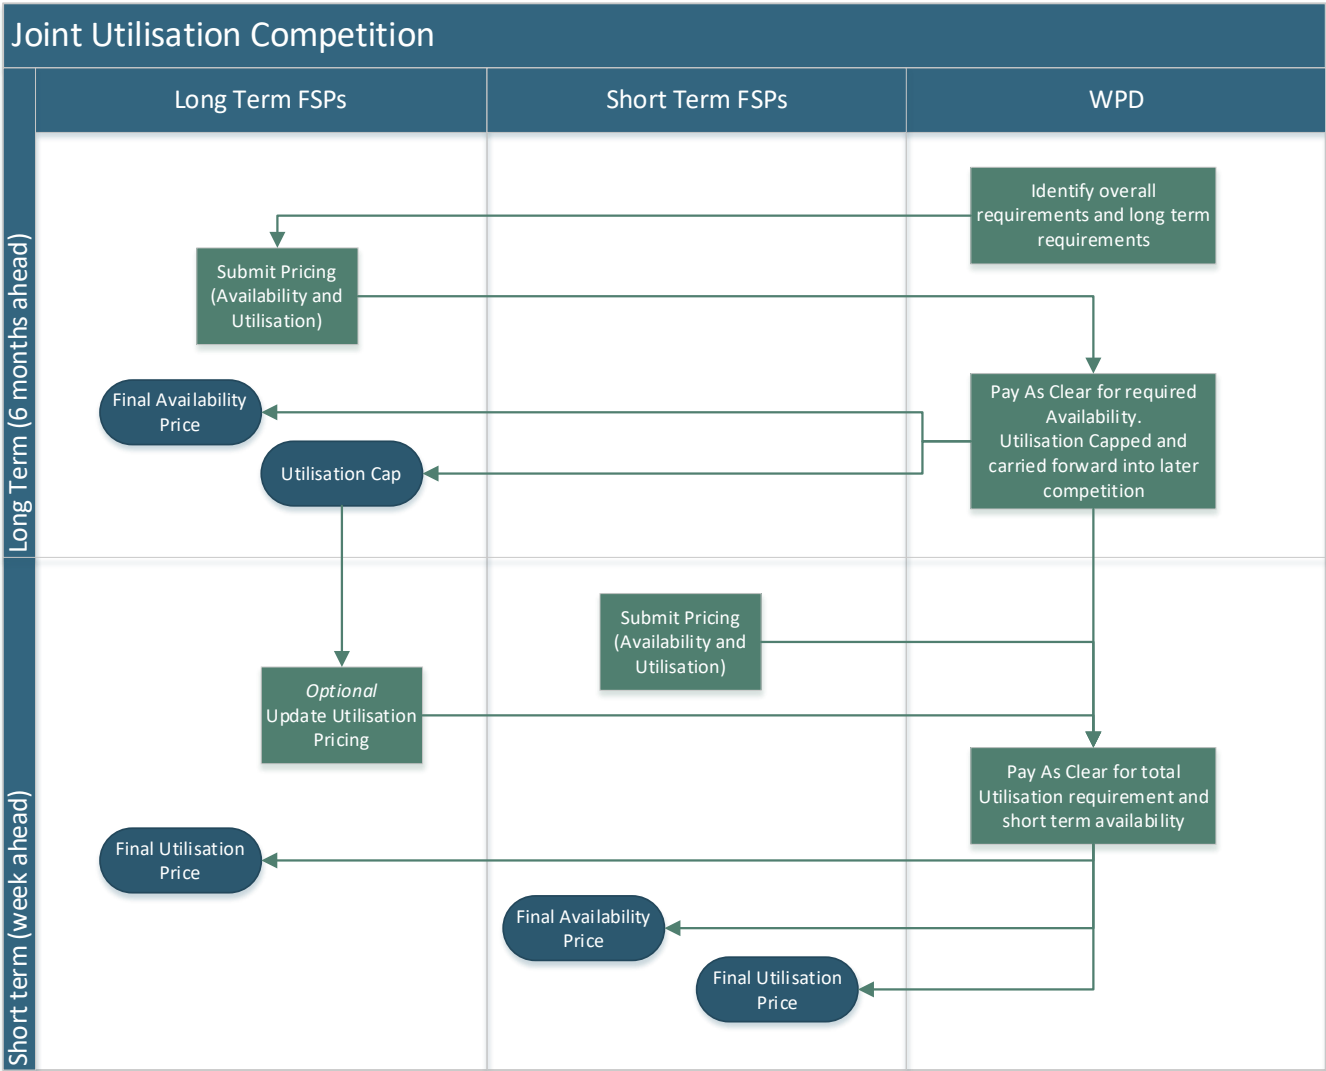 Joint Utilisation Competition
Long Term FSPs
Short Term FSPs
WPD
Long Term (6 months ahead)
Identify overall
requirements and long term
requirements
Submit Pricing
(Availability and
Utilisation)
Final Availability
Price
Utilisation Cap
Pay As Clear for required
Availability.
Utilisation Capped and
carried forward into later
competition
Short term (week ahead)
Submit Pricing
(Availability and
Utilisation)
Optional
Update Utilisation
Pricing
Pay As Clear for total
Utilisation requirement and
short term availability
Final Utilisation
Price
Final Availability
Price
Final Utilisation
Price